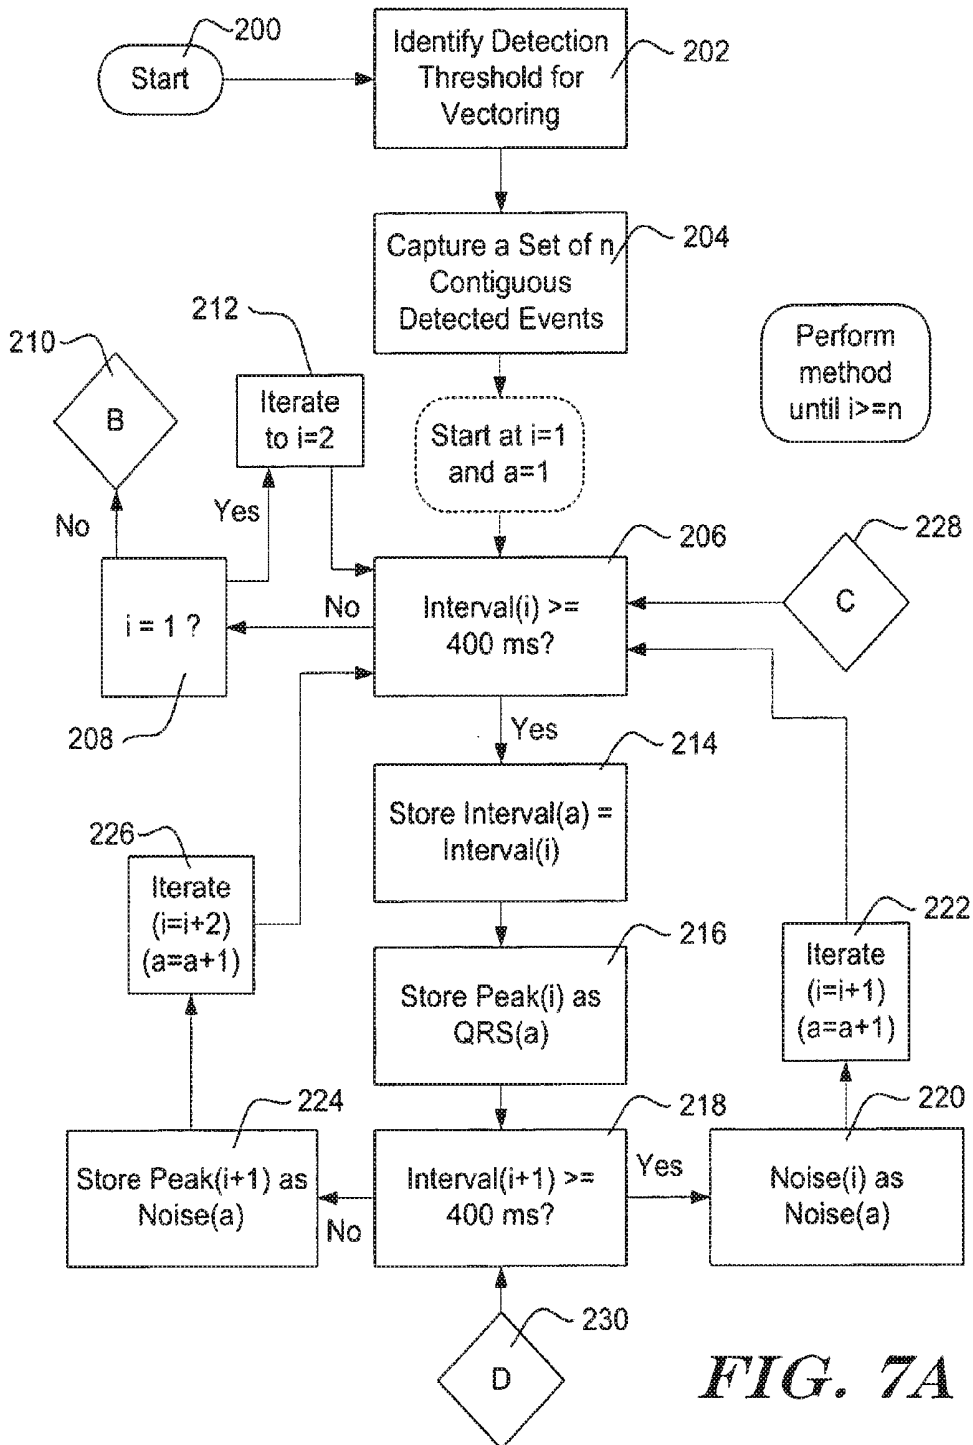 200
Start
Identify Detection
Threshold for
Vectoring
202
Capture a Set of n
Contiguous
Detected Events
204
212
210
B
Iterate
to i=2
Start at i=1
and a=1
Perform
method
until i>=n
No
Yes
206
228
i = 1 ?
No
Interval(i) >=
400 ms?
C
208
Yes
214
Store Interval(a) =
Interval(i)
226
Iterate
(i=i+2)
(a=a+1)
216
Store Peak(i) as
QRS(a)
222
Iterate
(i=i+1)
(a=a+1)
224
Store Peak(i+1) as
Noise(a)
No
218
Interval(i+1) >=
400 ms?
Yes
220
Noise(i) as
Noise(a)
230
D
FIG. 7A